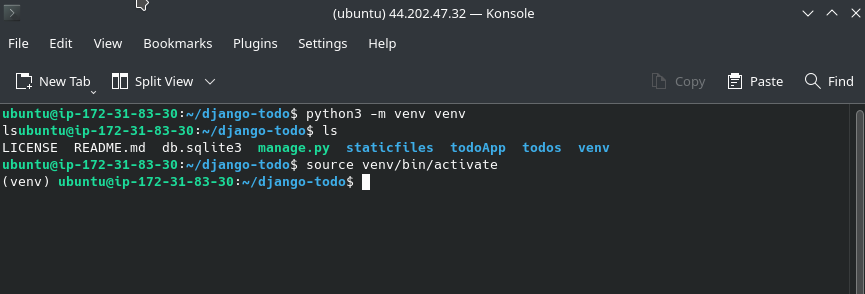 (ubuntu) 44.202.47.32 — Konsole
File Edit View Bookmarks Plugins Settings Help
New Tab Split View Copy Paste Find
ubuntu@ip-172-31-83-30:~/django-todo$ python3 -m venv venv
lsubuntu@ip-172-31-83-30:~/django-todo$ ls
LICENSE README.md db.sqlite3 manage.py staticfiles todoApp todos venv
ubuntu@ip-172-31-83-30:~/django-todo$ source venv/bin/activate
(venv) ubuntu@ip-172-31-83-30:~/django-todo$